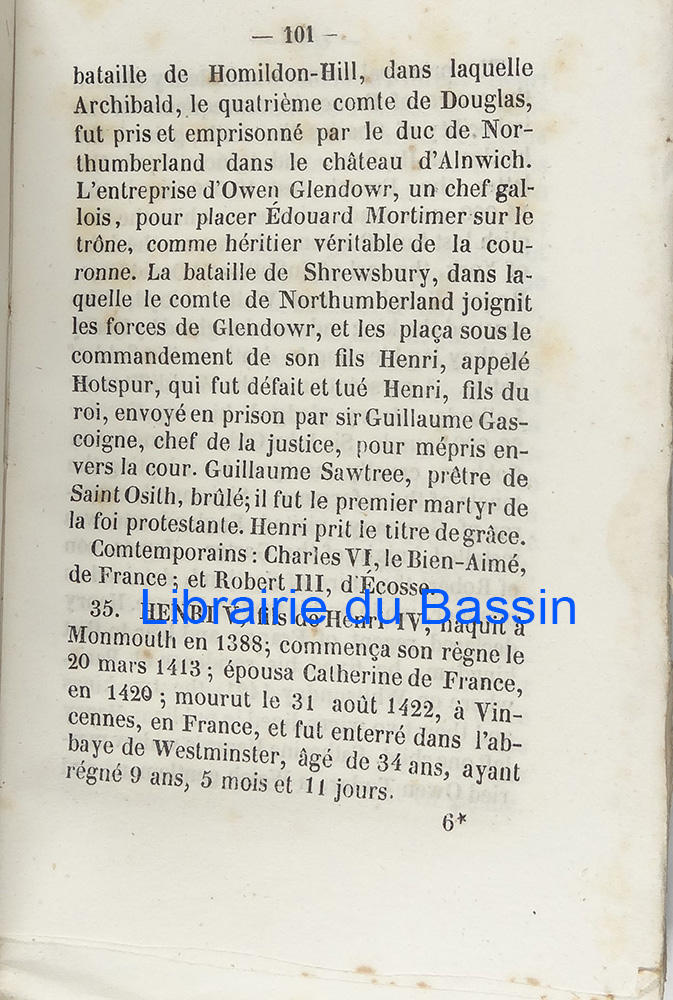 — 101 —
bataille de Homildon-Hill, dans laquelle
Archibald, le quatrième comte de Douglas,
fut pris et emprisonné par le duc de Nor-
thumberland dans le château d'Alnwich.
L'entreprise d'Owen Glendowr, un chef gal-
lois, pour placer Édouard Mortimer sur le
trône, comme héritier véritable de la cou-
ronne. La bataille de Shrewsbury, dans la-
quelle le comte de Northumberland joignit
les forces de Glendowr, et les plaça sous le
commandement de son fils Henri, appelé
Hotspur, qui fut défait et tué Henri, fils du
roi, envoyé en prison par sir Guillaume Gas-
coigne, chef de la justice, pour mépris en-
vers la cour. Guillaume Sawtree, prêtre de
Saint Osith, brûlé; il fut le premier martyr de
la foi protestante. Henri prit le titre de grâce.
Comtemporains : Charles VI, le Bien-Aimé,
de France ; et Robert III, d'Écosse.
Librairie du Bassin
35. HENRI V, fils de Henri IV, naquit à
Monmouth en 1388; commença son règne le
20 mars 1413 ; épousa Catherine de France,
en 1420 ; mourut le 31 août 1422, à Vin-
cennes, en France, et fut enterré dans l'ab-
baye de Westminster, âgé de 34 ans, ayant
régné 9 ans, 5 mois et 11 jours.
6*